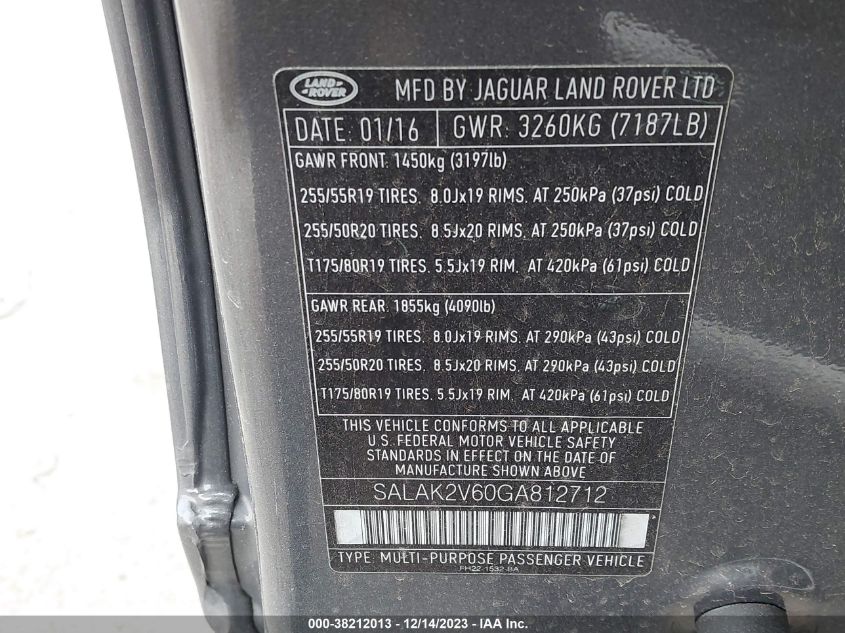 LAND ROVER
MFD BY JAGUAR LAND ROVER LTD
DATE: 01/16 GWR: 3260KG (7187LB)
GAWR FRONT: 1450kg (3197lb)
255/55R19 TIRES. 8.0Jx19 RIMS. AT 250kPa (37psi) COLD
255/50R20 TIRES. 8.5Jx20 RIMS. AT 250kPa (37psi) COLD
T175/80R19 TIRES. 5.5Jx19 RIM. AT 420kPa (61psi) COLD
GAWR REAR: 1855kg (4090lb)
255/55R19 TIRES. 8.0Jx19 RIMS. AT 290kPa (43psi) COLD
255/50R20 TIRES. 8.5Jx20 RIMS. AT 290kPa (43psi) COLD
T175/80R19 TIRES. 5.5Jx19 RIM. AT 420kPa (61psi) COLD
THIS VEHICLE CONFORMS TO ALL APPLICABLE
U.S. FEDERAL MOTOR VEHICLE SAFETY
STANDARDS IN EFFECT ON THE DATE OF
MANUFACTURE SHOWN ABOVE
SALAK2V60GA812712
TYPE: MULTI-PURPOSE PASSENGER VEHICLE
FH22-1532-BA
000-38212013 - 12/14/2023 - IAA Inc.